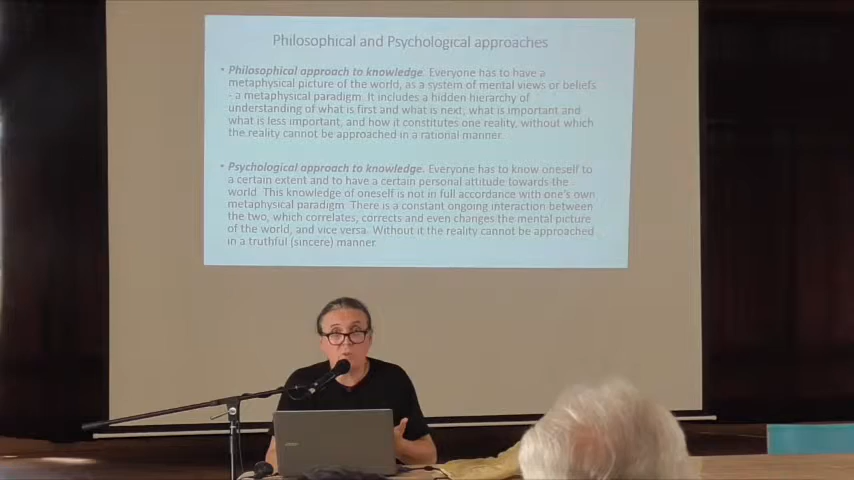 Philosophical and Psychological approaches
• Philosophical approach to knowledge. Everyone has to have a
metaphysical picture of the world, as a system of mental views or beliefs
- a metaphysical paradigm. It includes a hidden hierarchy of
understanding of what is first and what is next, what is important and
what is less important, and how it constitutes one reality, without which
the reality cannot be approached in a rational manner.
• Psychological approach to knowledge. Everyone has to know oneself to
a certain extent and to have a certain personal attitude towards the
world. This knowledge of oneself is not in full accordance with one's own
metaphysical paradigm. There is a constant ongoing interaction between
the two, which correlates, corrects and even changes the mental picture
of the world, and vice versa. Without it the reality cannot be approached
in a truthful (sincere) manner.